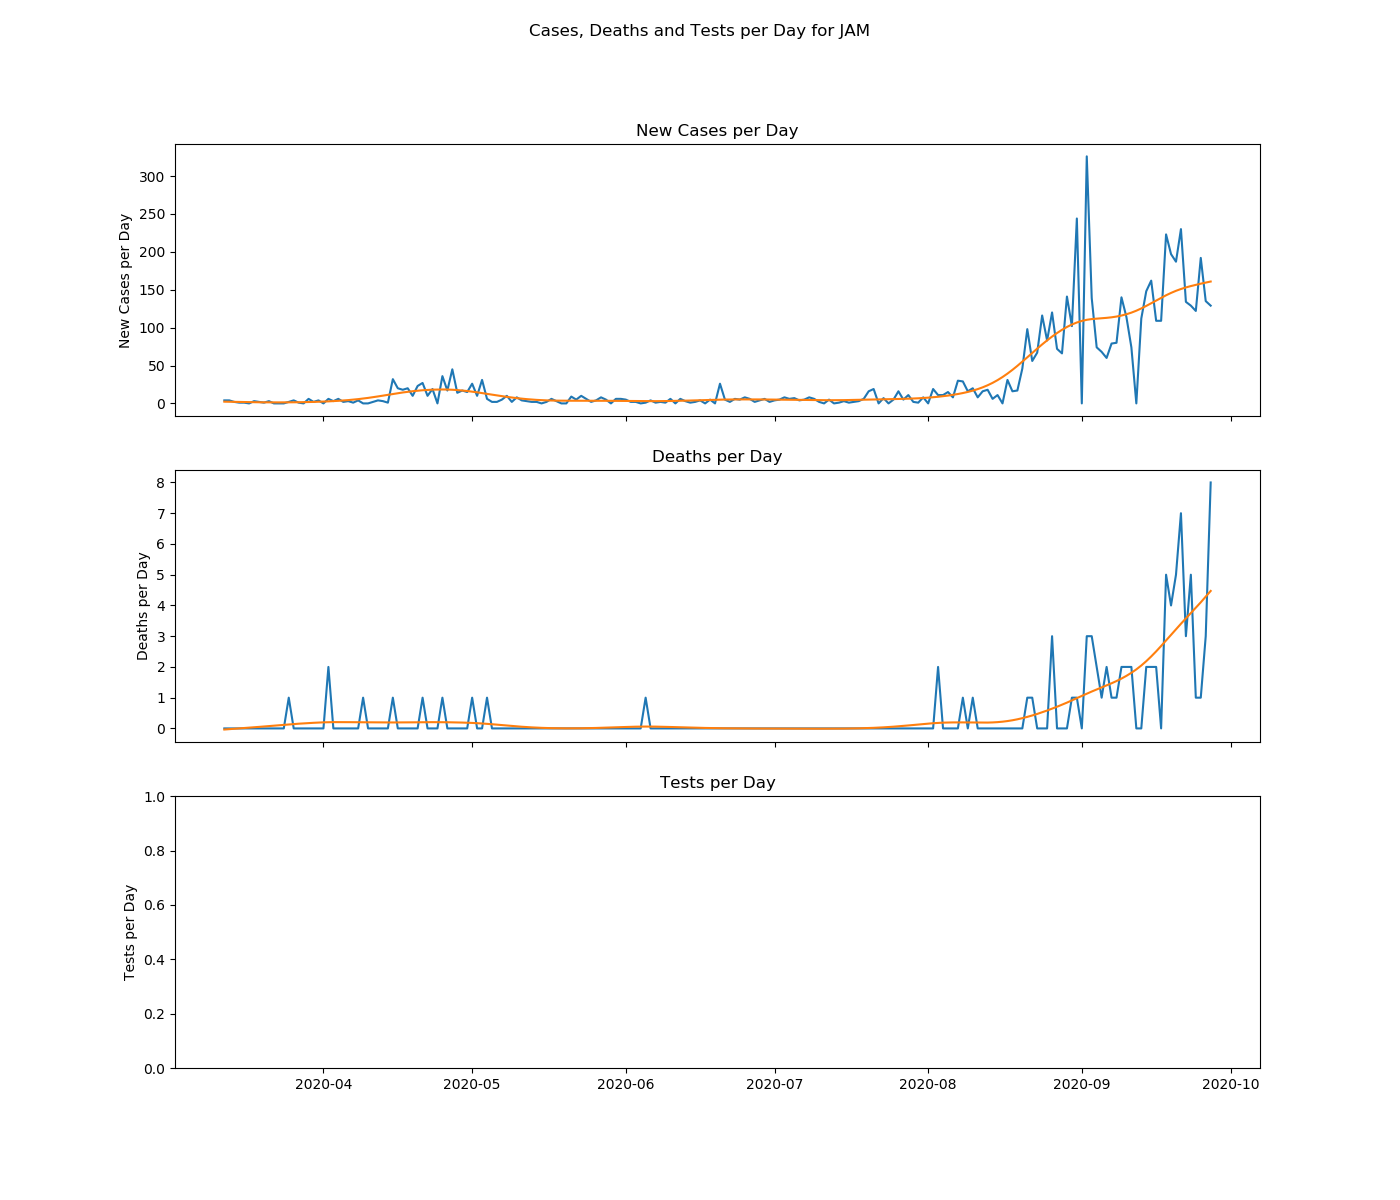 Cases, Deaths and Tests per Day for JAM
New Cases per Day
New Cases per Day
300
250
200
150
100
50
0
Deaths per Day
Deaths per Day
8
7
6
5
4
3
2
1
0
Tests per Day
Tests per Day
1.0
0.8
0.6
0.4
0.2
0.0
2020-04 2020-05 2020-06 2020-07 2020-08 2020-09 2020-10